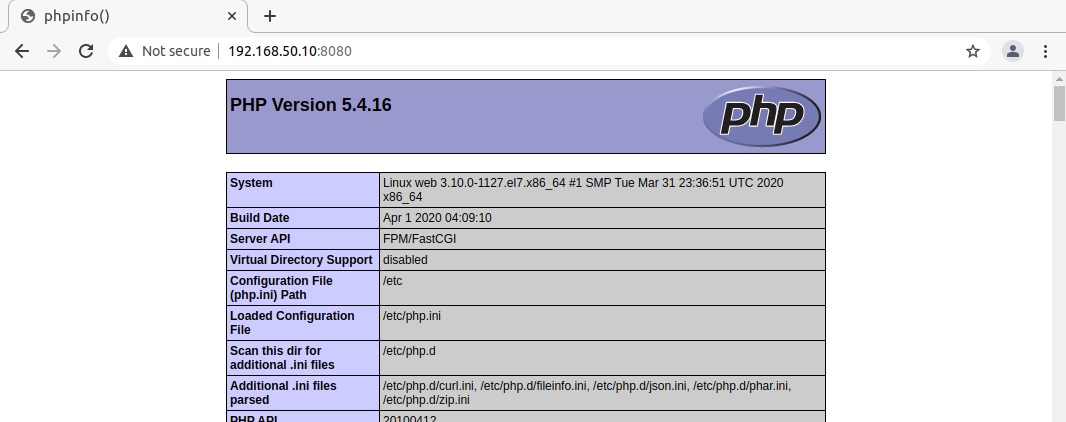 phpinfo()
Not secure
192.168.50.10:8080
PHP Version 5.4.16
php
System
Linux web 3.10.0-1127.el7.x86_64 #1 SMP Tue Mar 31 23:36:51 UTC 2020
x86_64
Build Date
Apr 1 2020 04:09:10
Server API
FPM/FastCGI
Virtual Directory Support
disabled
Configuration File
(php.ini) Path
/etc
Loaded Configuration
File
/etc/php.ini
Scan this dir for
additional .ini files
/etc/php.d
Additional .ini files
parsed
/etc/php.d/curl.ini, /etc/php.d/fileinfo.ini, /etc/php.d/json.ini, /etc/php.d/phar.ini,
/etc/php.d/zip.ini
PHP API
20100412